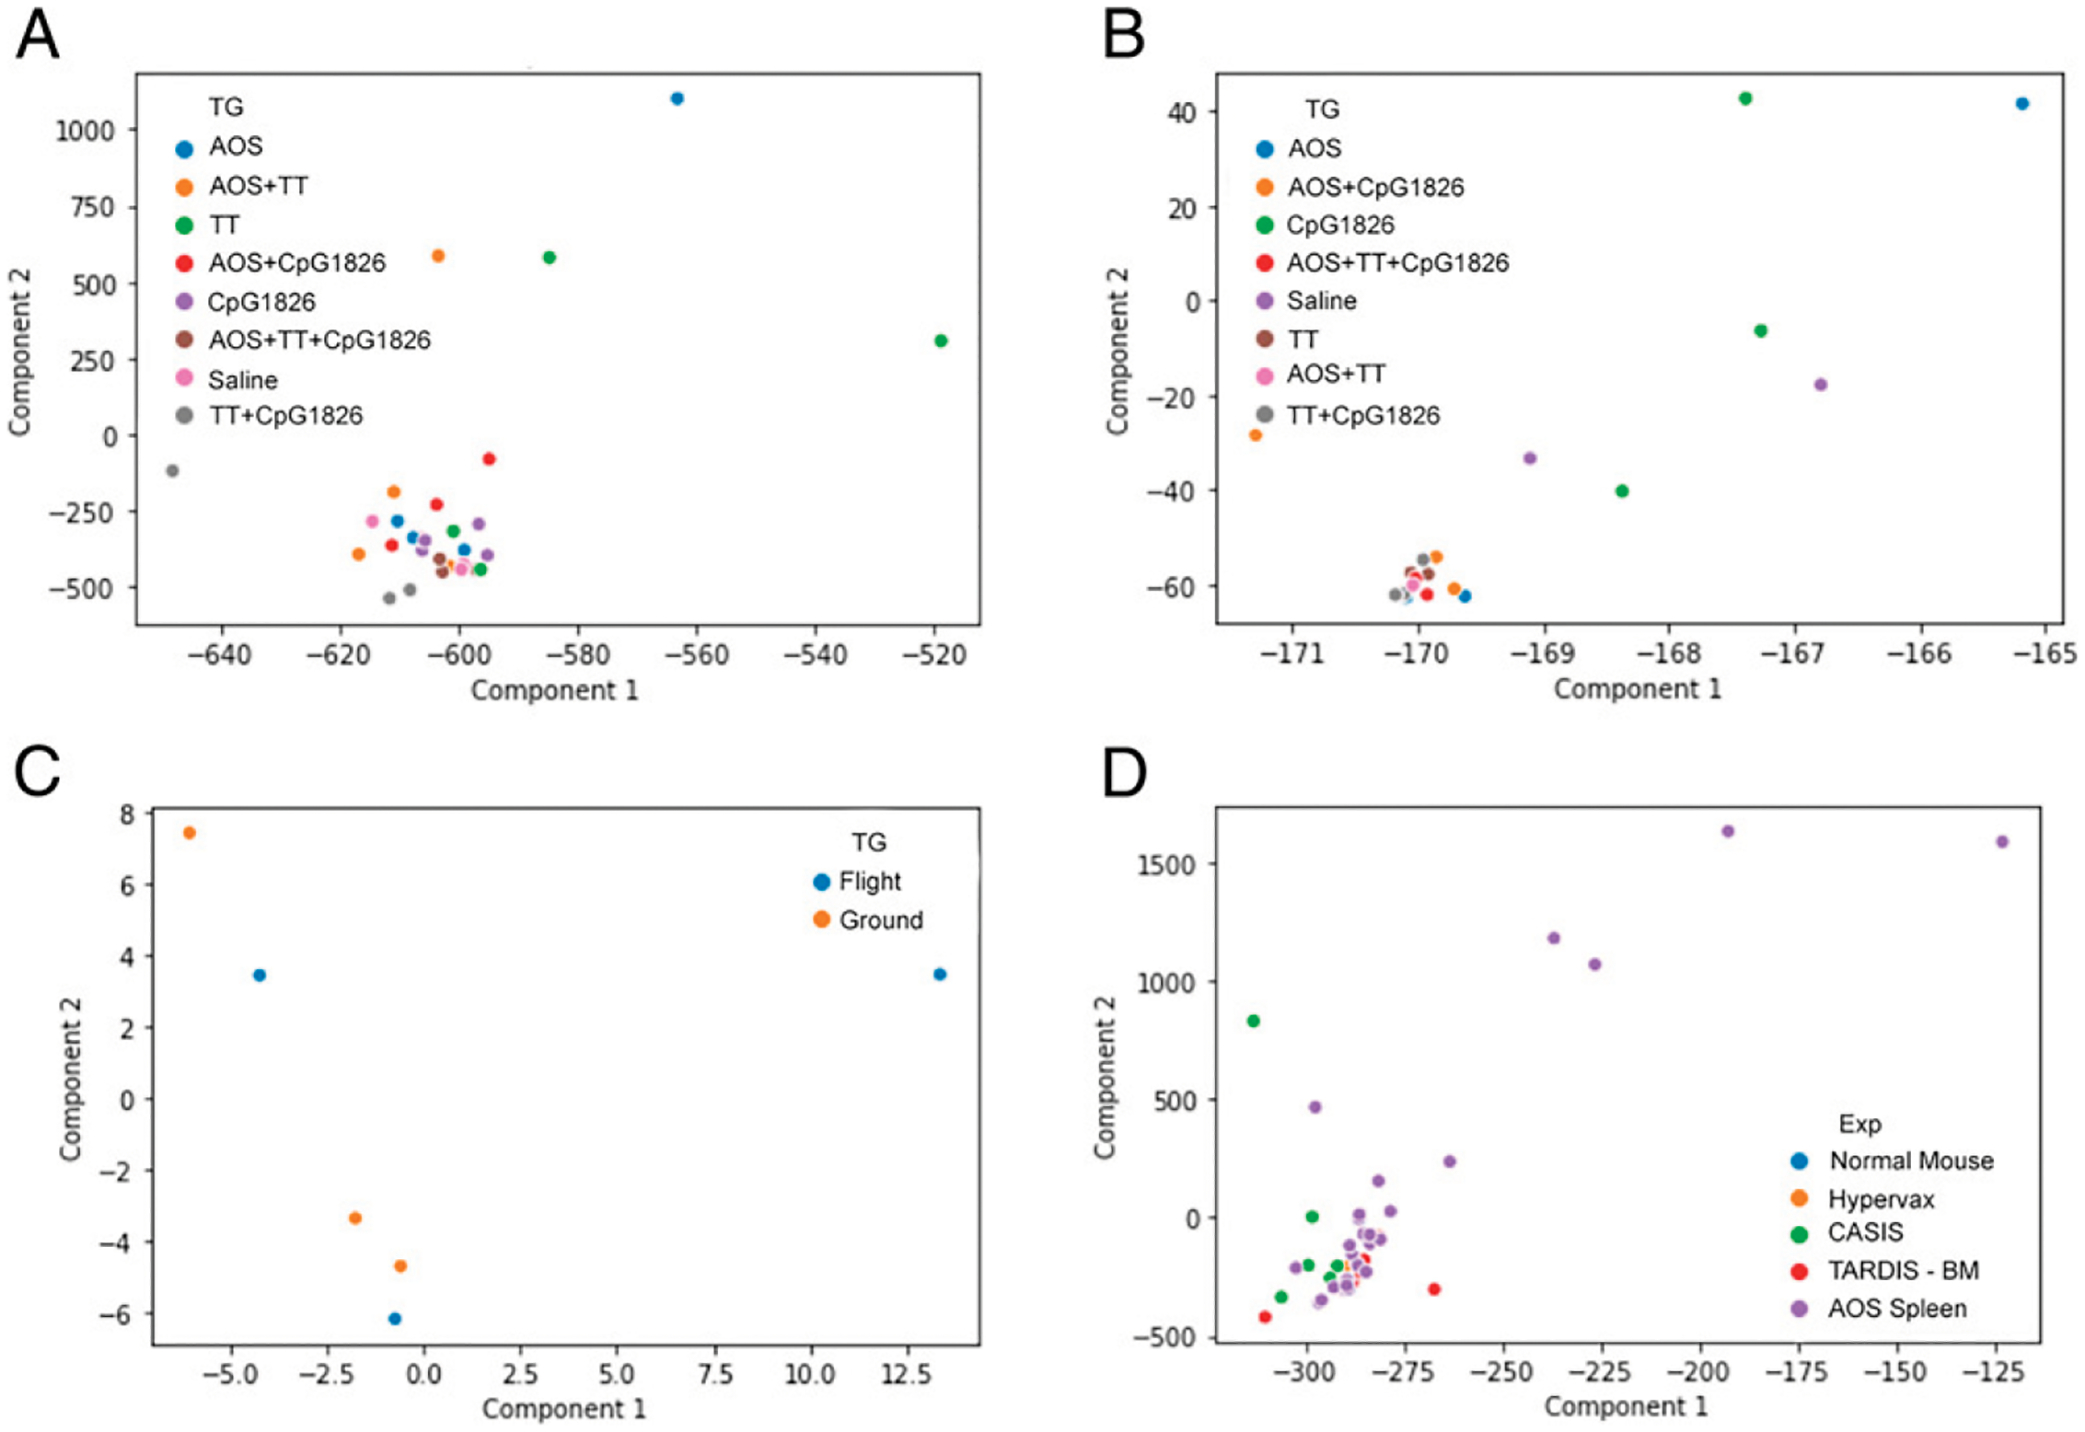 A
TG
AOS
AOS+TT
TT
AOS+CpG1826
CpG1826
AOS+TT+CpG1826
Saline
TT+CpG1826
1000
750
500
250
0
−250
−500
Component 2
−640 −620 −600 −580 −560 −540 −520
Component 1
B
TG
AOS
AOS+CpG1826
CpG1826
AOS+TT+CpG1826
Saline
TT
AOS+TT
TT+CpG1826
40
20
0
−20
−40
−60
Component 2
−171 −170 −169 −168 −167 −166 −165
Component 1
C
TG
Flight
Ground
8
6
4
2
0
−2
−4
−6
Component 2
−5.0 −2.5 0.0 2.5 5.0 7.5 10.0 12.5
Component 1
D
1500
1000
500
0
−500
Component 2
Exp
Normal Mouse
Hypervax
CASIS
TARDIS - BM
AOS Spleen
−300 −275 −250 −225 −200 −175 −150 −125
Component 1